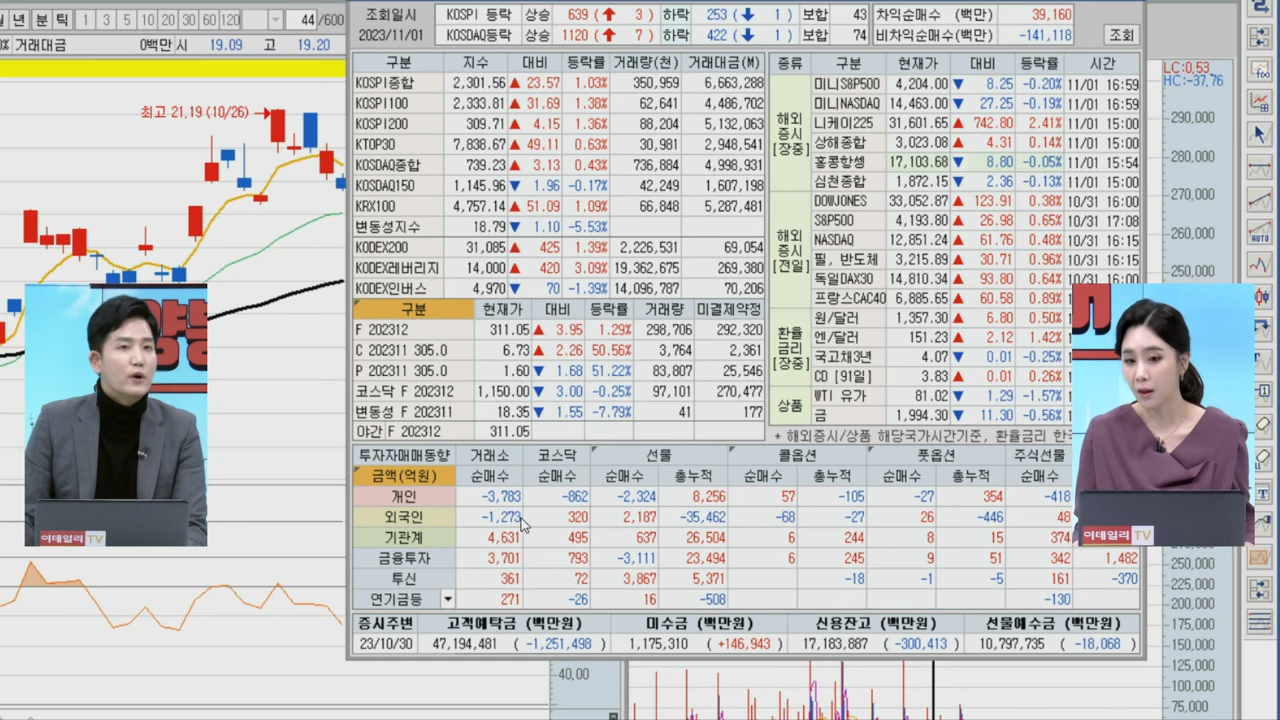 년 분 틱 1 3 5 10 20 30 60 120 44 /600
거래대금 0백만 시 19.09 고 19.20
최고 21,19 (10/26)
조회일시
2023/11/01
KOSPI 등락 상승 639 ( 3 ) 하락 253 ( 1 ) 보합 43 차익순매수 (백만) 39,160
KOSDAQ등락 상승 1120 ( 7 ) 하락 422 ( 1 ) 보합 74 비차익순매수(백만) -141,118 조회
구분 지수 대비 등락률 거래량(천) 거래대금(M)
KOSPI종합 2,301.56 ▲ 23.57 1.03% 350,959 6,663,288
KOSPI100 2,333.81 ▲ 31.69 1.38% 62,641 4,486,702
KOSPI200 309.71 ▲ 4.15 1.36% 88,204 5,132,063
KTOP30 7,838.67 ▲ 49.11 0.63% 30,981 2,948,541
KOSDAQ종합 739.23 ▲ 3.13 0.43% 736,884 4,998,931
KOSDAQ150 1,145.96 ▼ 1.96 -0.17% 42,249 1,607,198
KRX100 4,757.14 ▲ 51.09 1.09% 66,848 5,287,481
변동성지수 18.79 ▼ 1.10 -5.53%
KODEX200 31,085 ▲ 425 1.39% 2,226,531 69,054
KODEX레버리지 14,000 ▲ 420 3.09% 19,362,675 269,380
KODEX인버스 4,970 ▼ 70 -1.39% 14,096,787 70,206
구분 현재가 대비 등락률 거래량 미결제약정
F 202312 311.05 ▲ 3.95 1.29% 298,706 292,320
C 202311 305.0 6.73 ▲ 2.26 50.56% 3,764 2,361
P 202311 305.0 1.60 ▼ 1.68 51.22% 83,807 25,546
코스닥 F 202312 1,150.00 ▼ 3.00 -0.25% 97,101 270,477
변동성 F 202311 18.35 ▼ 1.55 -7.79% 41 177
야간 F 202312 311.05
종류 구분 현재가 대비 등락률 시간
해외 증시 [장중]
미니S&P500 4,204.00 ▼ 8.25 -0.20% 11/01 16:59
미니NASDAQ 14,463.00 ▼ 27.25 -0.19% 11/01 16:59
니케이225 31,601.65 ▲ 742.80 2.41% 11/01 15:00
상해종합 3,023.08 ▲ 4.31 0.14% 11/01 15:00
홍콩항셍 17,103.68 ▼ 8.80 -0.05% 11/01 15:54
심천종합 1,872.15 ▼ 2.36 -0.13% 11/01 15:00
해외 증시 [전일]
DOWJONES 33,052.87 ▲ 123.91 0.38% 10/31 16:00
S&P500 4,193.80 ▲ 26.98 0.65% 10/31 17:08
NASDAQ 12,851.24 ▲ 61.76 0.48% 10/31 16:15
필, 반도체 3,215.89 ▲ 30.71 0.96% 10/31 16:15
독일DAX30 14,810.34 ▲ 93.80 0.64% 10/31
프랑스CAC40 6,885.65 ▲ 60.58 0.89%
환율 금리 [장중]
원/달러 1,357.30 ▲ 6.80 0.50%
엔/달러 151.23 ▲ 2.12 1.42%
국고채3년 4.07 ▼ 0.01 -0.25%
CD [91일] 3.83 ▲ 0.01 0.26%
상품
WTI 유가 81.02 ▼ 1.29 -1.57%
금 1,994.30 ▼ 11.30 -0.56%
* 해외증시/상품 해당국가시간기준, 환율금리
투자자매매동향 거래소 코스닥 선물 콜옵션 풋옵션 주식선물
금액(억원) 순매수 순매수 순매수 총누적 순매수 총누적 순매수 총누적 순매수
개인 -3,783 -862 -2,324 8,256 57 -105 -27 354 -418
외국인 -1,273 320 2,187 -35,462 -68 -27 26 -446 48
기관계 4,631 495 637 26,504 6 244 8 15 374
금융투자 3,701 793 -3,111 23,494 6 245 9 51 342 1,482
투신 361 72 3,867 5,371 -18 -1 -5 161 -370
연기금등 271 -26 16 -508 -130
증시주변 고객예탁금 (백만원) 미수금 (백만원) 신용잔고 (백만원) 선물예수금 (백만원)
23/10/30 47,194,481 ( -1,251,498 ) 1,175,310 ( +146,943 ) 17,183,887 ( -300,413 ) 10,797,735 ( -18,068 )
LC:0,53
HC:-37,76
290,000
280,000
270,000
260,000
250,000
AUTO
250,000
225,000
200,000
175,000
150,000
125,000
100,000
75,000
40,00
이데일리 TV
이데일리 TV